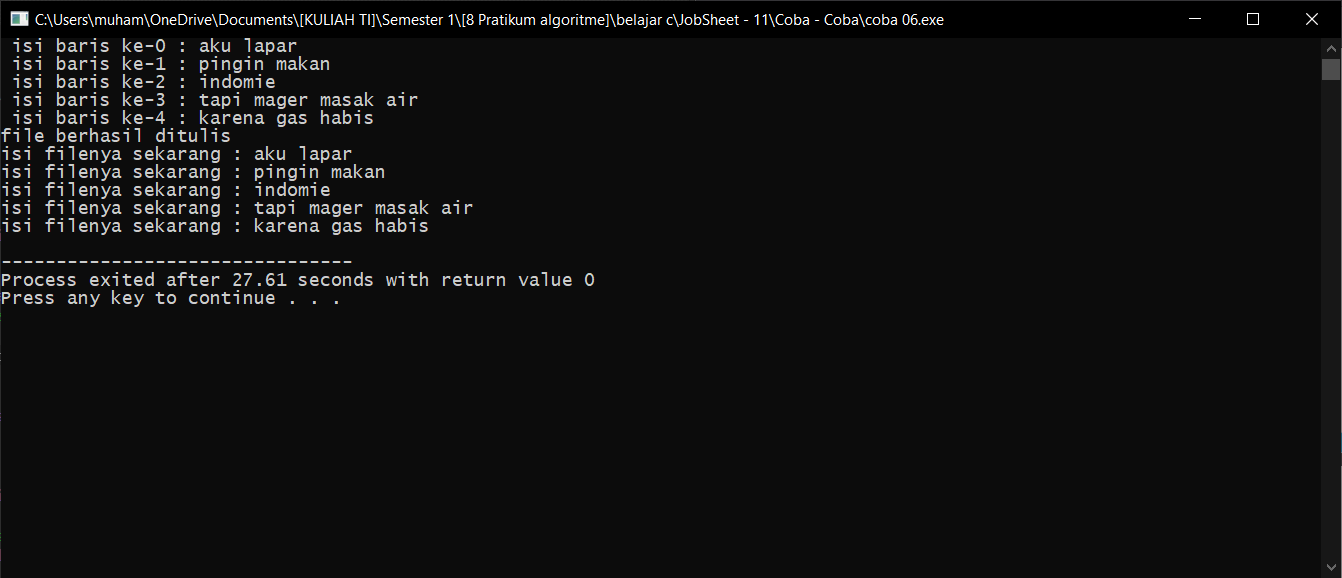 C:\Users\muham\OneDrive\Documents\[KULIAH TI]\Semester 1\[8 Pratikum algoritme]\belajar c\JobSheet - 11\Coba - Coba\coba 06.exe
isi baris ke-0 : aku lapar
isi baris ke-1 : pingin makan
isi baris ke-2 : indomie
isi baris ke-3 : tapi mager masak air
isi baris ke-4 : karena gas habis
file berhasil ditulis
isi filenya sekarang : aku lapar
isi filenya sekarang : pingin makan
isi filenya sekarang : indomie
isi filenya sekarang : tapi mager masak air
isi filenya sekarang : karena gas habis
--------------------------------
Process exited after 27.61 seconds with return value 0
Press any key to continue . . .